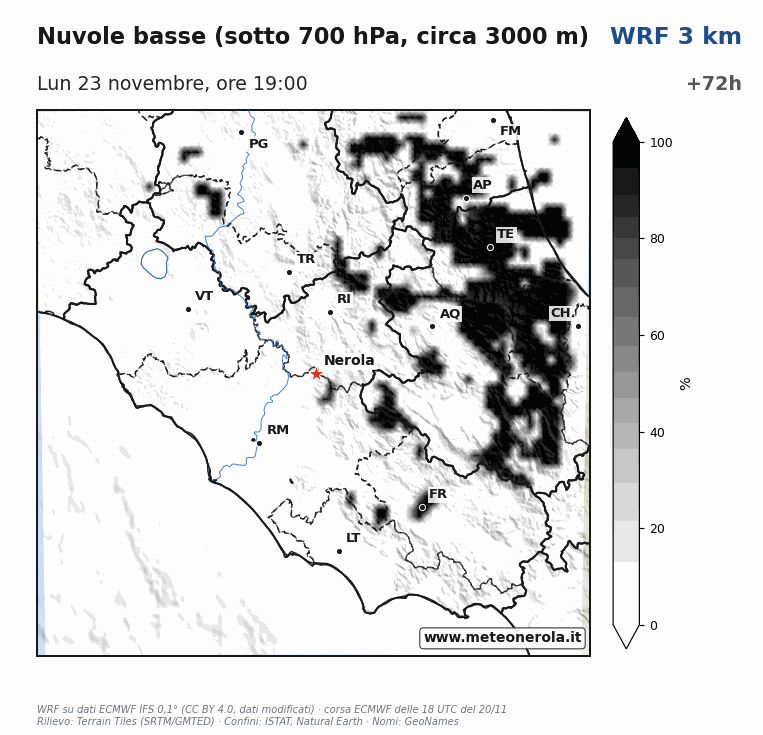 Nuvole basse (sotto 700 hPa, circa 3000 m) WRF 3 km
Lun 23 novembre, ore 19:00 +72h
FM
PG
AP
TE
TR
RI
VT
AQ
CH
Nerola
RM
FR
LT
www.meteonerola.it
100
80
60
40
20
0
%
WRF su dati ECMWF IFS 0,1° (CC BY 4.0, dati modificati) · corsa ECMWF delle 18 UTC del 20/11
Rilievo: Terrain Tiles (SRTM/GMTED) · Confini: ISTAT, Natural Earth · Nomi: GeoNames